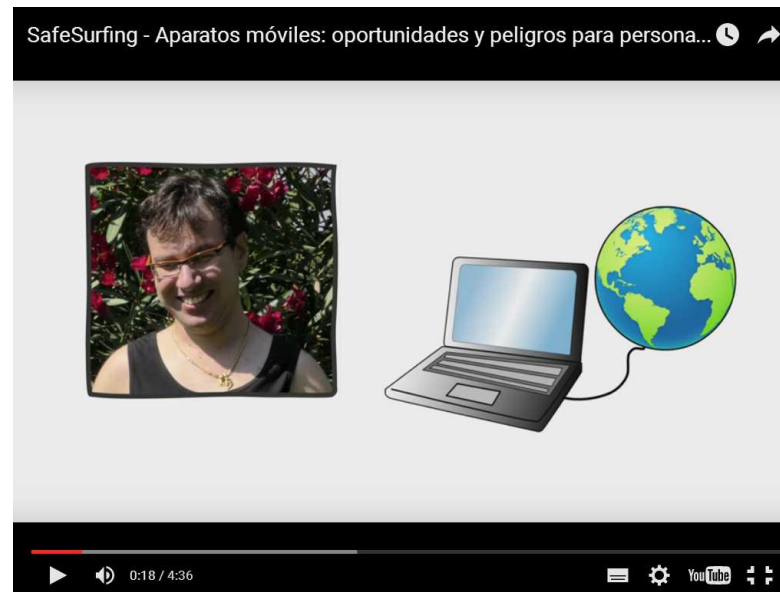 SafeSurfing - Aparatos móviles: oportunidades y peligros para persona...
0:18 / 4:36
YouTube